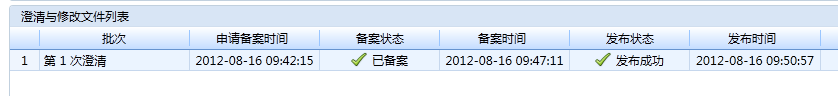 澄清与修改文件列表
批次 申请备案时间 备案状态 备案时间 发布状态 发布时间
1 第 1 次澄清 2012-08-16 09:42:15 已备案 2012-08-16 09:47:11 发布成功 2012-08-16 09:50:57